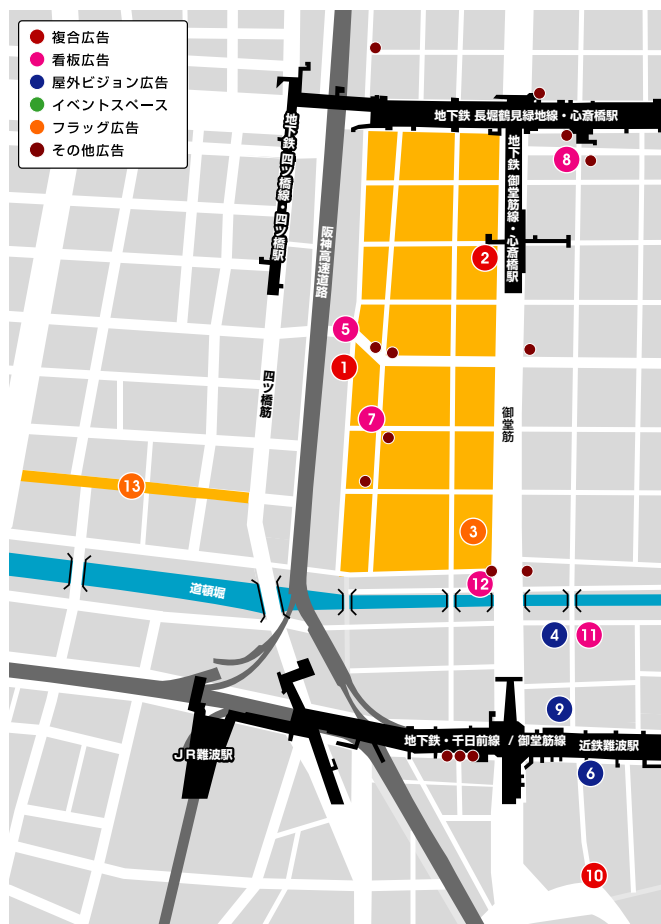 複合広告
看板広告
屋外ビジョン広告
イベントスペース
フラッグ広告
その他広告
地下鉄 長堀鶴見緑地線・心斎橋駅
地下鉄 四ツ橋線・四ツ橋駅
地下鉄 御堂筋線・心斎橋駅
8
阪神高速道路
2
5
1
四ツ橋筋
7
御堂筋
13
3
12
道頓堀
4
11
9
地下鉄・千日前線 / 御堂筋線
近鉄難波駅
JR難波駅
6
10